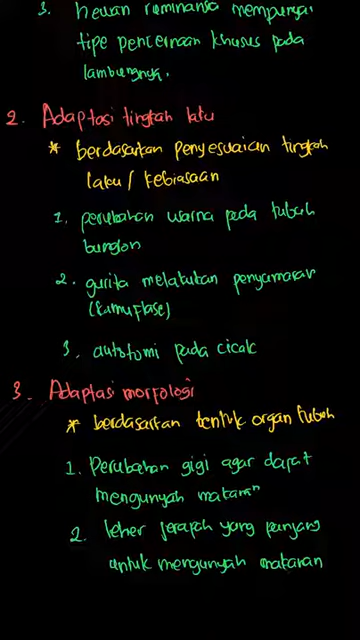 3. hewan ruminansa mempunyai
tipe pencernaan khusus pada
lambungnya.
2. Adaptasi tingkah laku
* berdasarkan penyesuaian tingkah
laku / kebiasaan
1. perubahan warna pada tubuh
bunglon
2. gurita melakukan penyamaran
(kamuflase)
3. autotomi pada cicak
3. Adaptasi morfologi
* berdasarkan bentuk organ tubuh
1. Perubahan gigi agar dapat
mengunyah makanan
2. leher jerapah yang panjang
untuk mengunyah makanan